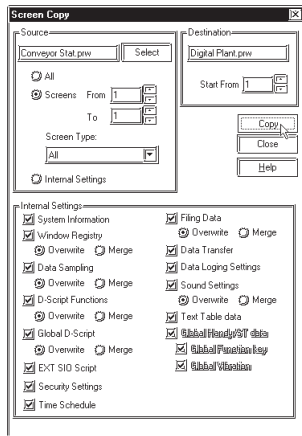 Screen Copy
Source
Conveyor Stat.prw
Select
All
Screens From 1
To 1
Screen Type:
All
Internal Settings
Destination
Digital Plant.prw
Start From 1
Copy
Close
Help
Internal Settings
System Information
Window Registry
Overwrite Merge
Data Sampling
Overwrite Merge
D-Script Functions
Overwrite Merge
Global D-Script
Overwrite Merge
EXT SIO Script
Security Settings
Time Schedule
Filing Data
Overwrite Merge
Data Transfer
Data Loging Settings
Sound Settings
Overwrite Merge
Text Table data
Global Handy/ST data
Global Function key
Global Vibration